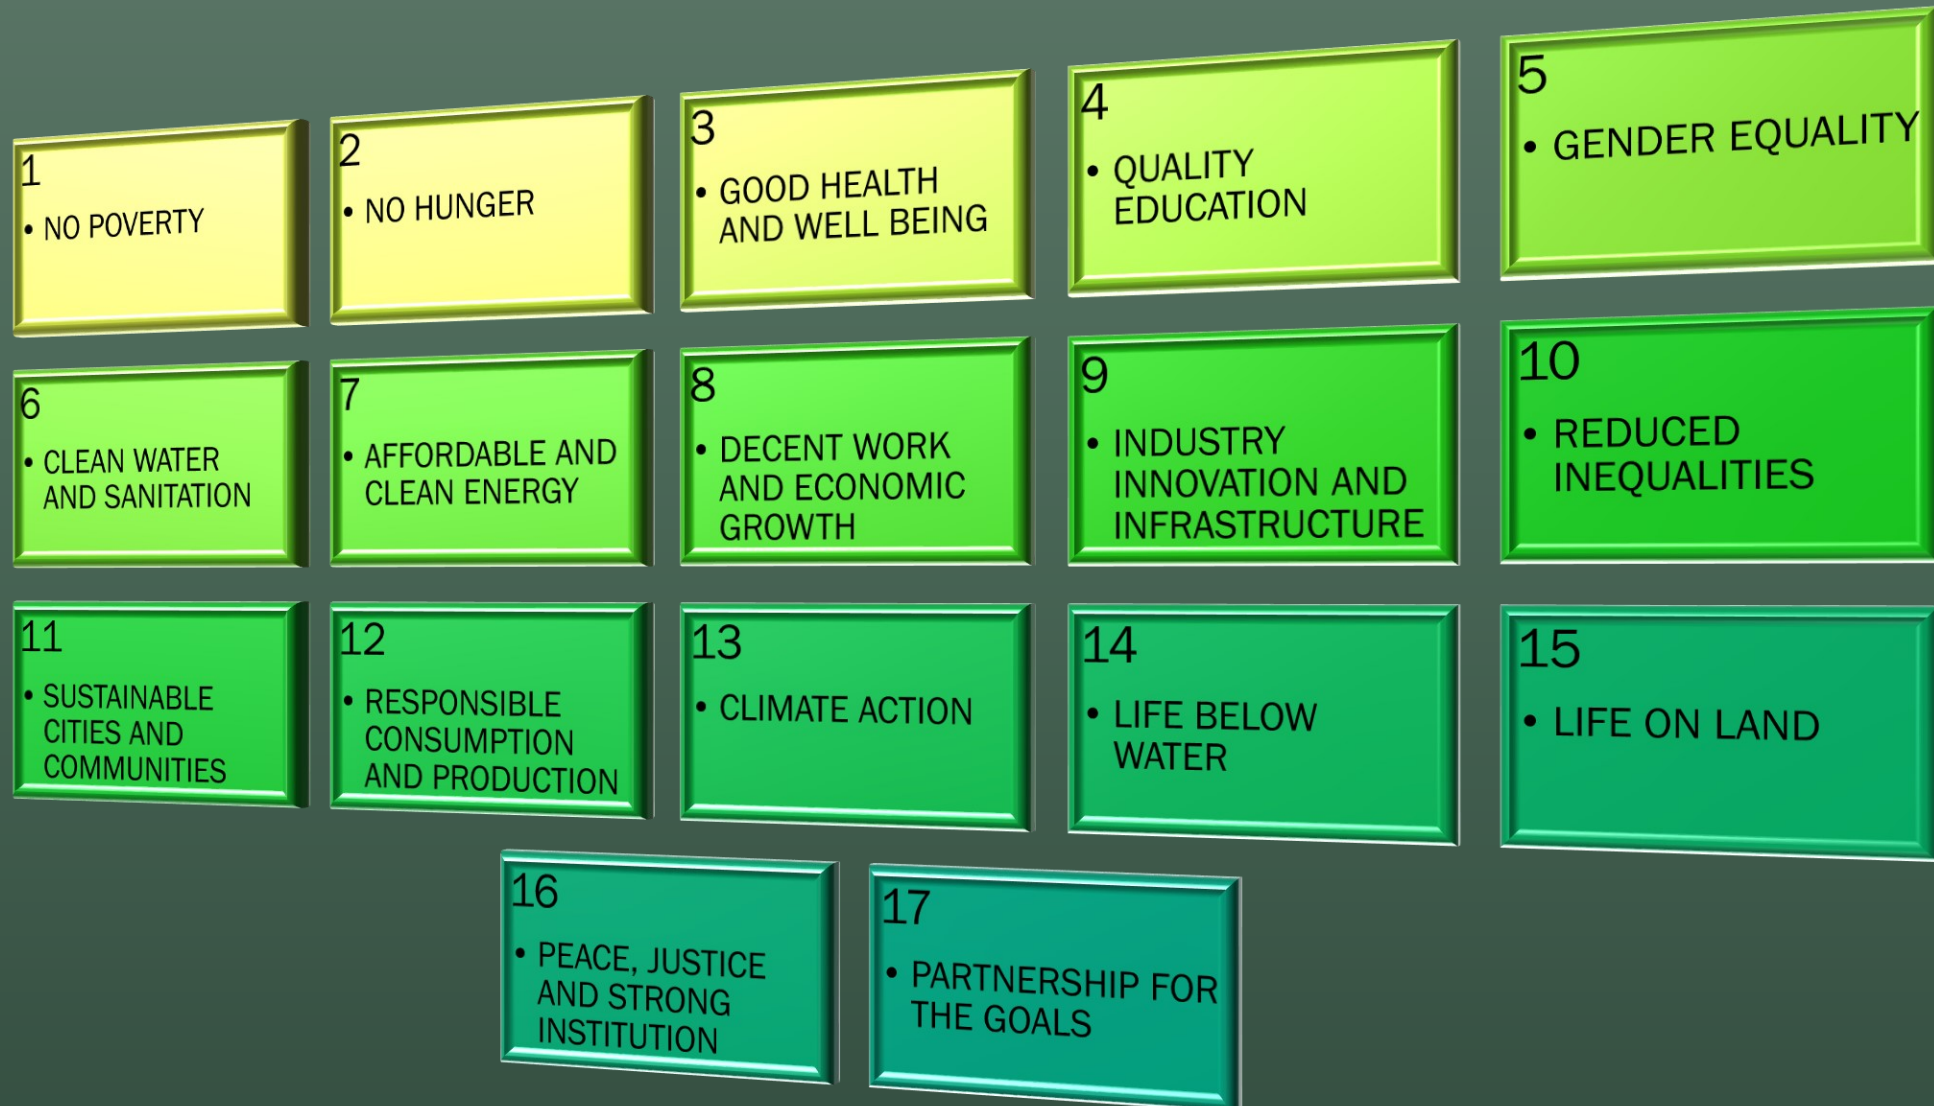 1
• NO POVERTY
2
• NO HUNGER
3
• GOOD HEALTH
AND WELL BEING
4
• QUALITY
EDUCATION
5
• GENDER EQUALITY
6
• CLEAN WATER
AND SANITATION
7
• AFFORDABLE AND
CLEAN ENERGY
8
• DECENT WORK
AND ECONOMIC
GROWTH
9
• INDUSTRY
INNOVATION AND
INFRASTRUCTURE
10
• REDUCED
INEQUALITIES
11
• SUSTAINABLE
CITIES AND
COMMUNITIES
12
• RESPONSIBLE
CONSUMPTION
AND PRODUCTION
13
• CLIMATE ACTION
14
• LIFE BELOW
WATER
15
• LIFE ON LAND
16
• PEACE, JUSTICE
AND STRONG
INSTITUTION
17
• PARTNERSHIP FOR
THE GOALS